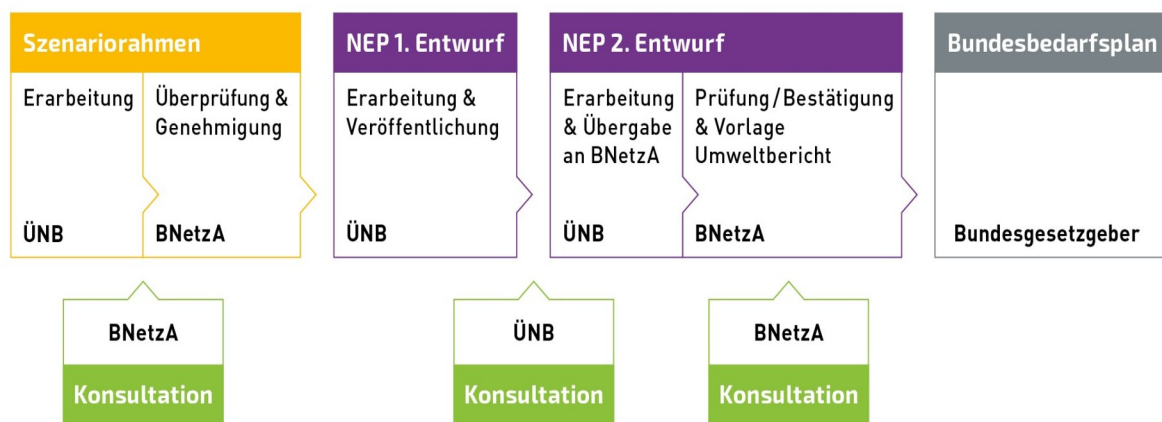 Szenariorahmen
Erarbeitung
ÜNB
Überprüfung &
Genehmigung
BNetzA
NEP 1. Entwurf
Erarbeitung &
Veröffentlichung
ÜNB
NEP 2. Entwurf
Erarbeitung
& Übergabe
an BNetzA
ÜNB
Prüfung/Bestätigung
& Vorlage
Umweltbericht
BNetzA
Bundesbedarfsplan
Bundesgesetzgeber
BNetzA
Konsultation
ÜNB
Konsultation
BNetzA
Konsultation